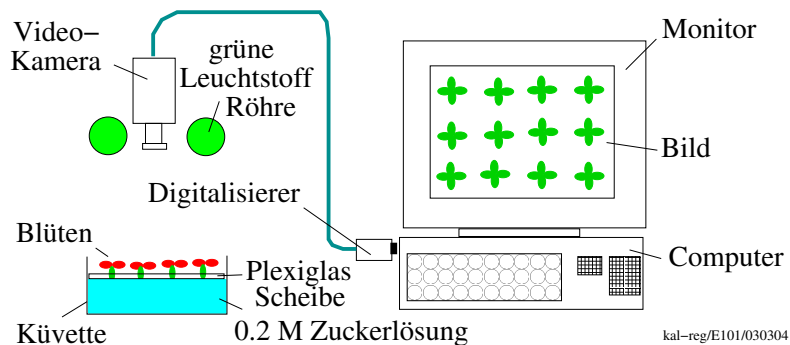 Video–
Kamera
grüne
Leuchtstoff
Röhre
Monitor
Bild
Digitalisierer
Blüten
Plexiglas
Scheibe
Computer
Küvette
0.2 M Zuckerlösung
kal–reg/E101/030304